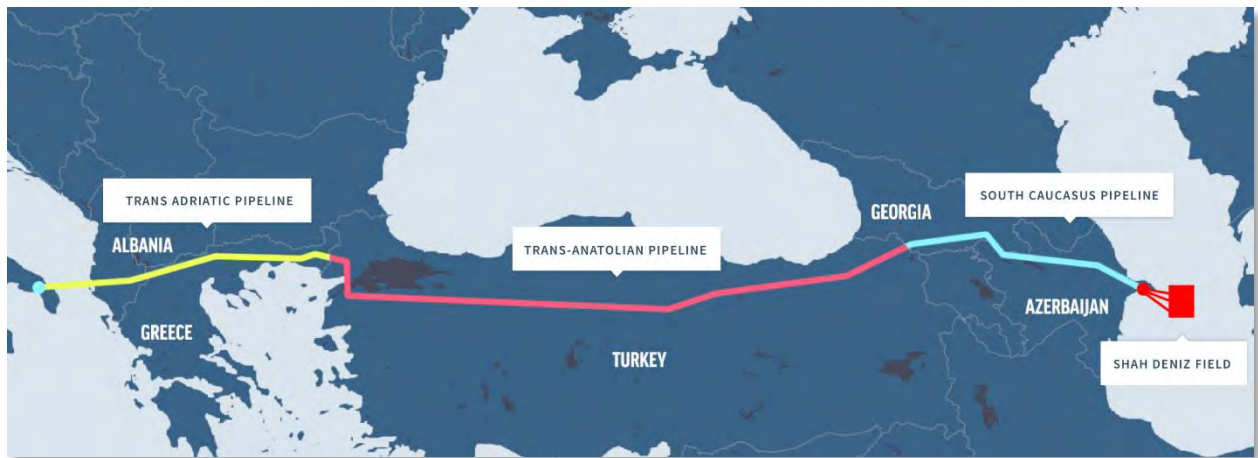 TRANS ADRIATIC PIPELINE
ALBANIA
GREECE
TRANS-ANATOLIAN PIPELINE
TURKEY
GEORGIA
SOUTH CAUCASUS PIPELINE
AZERBAIJAN
SHAH DENIZ FIELD